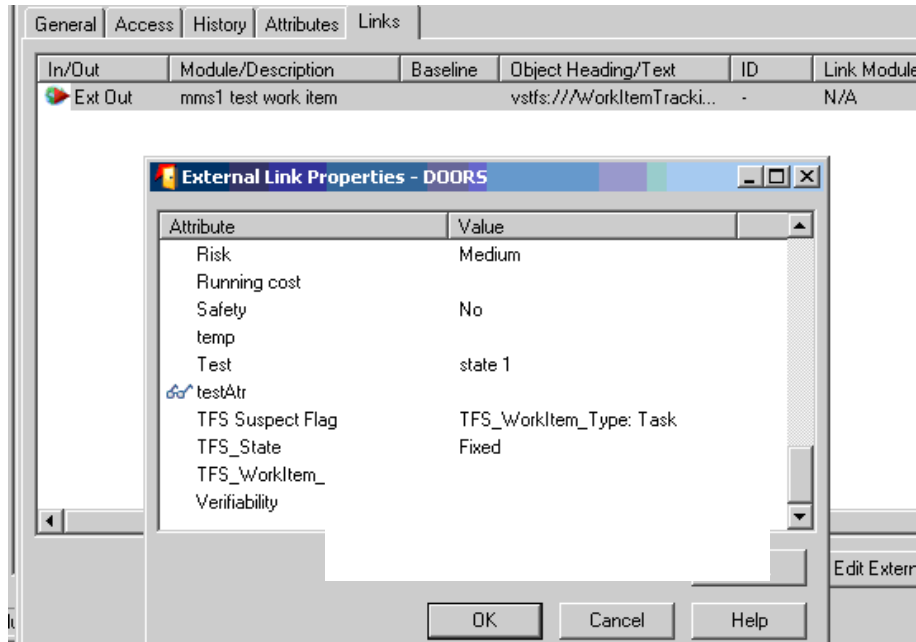 General Access History Attributes Links
In/Out Module/Description Baseline Object Heading/Text ID Link Module
Ext Out mms1 test work item vstfs:///WorkItemTracki... - N/A
External Link Properties - DOORS
Attribute Value
Risk Medium
Running cost
Safety No
temp
Test state 1
testAtr
TFS Suspect Flag TFS_WorkItem_Type: Task
TFS_State Fixed
TFS_WorkItem_
Verifiability
Edit Extern
OK Cancel Help